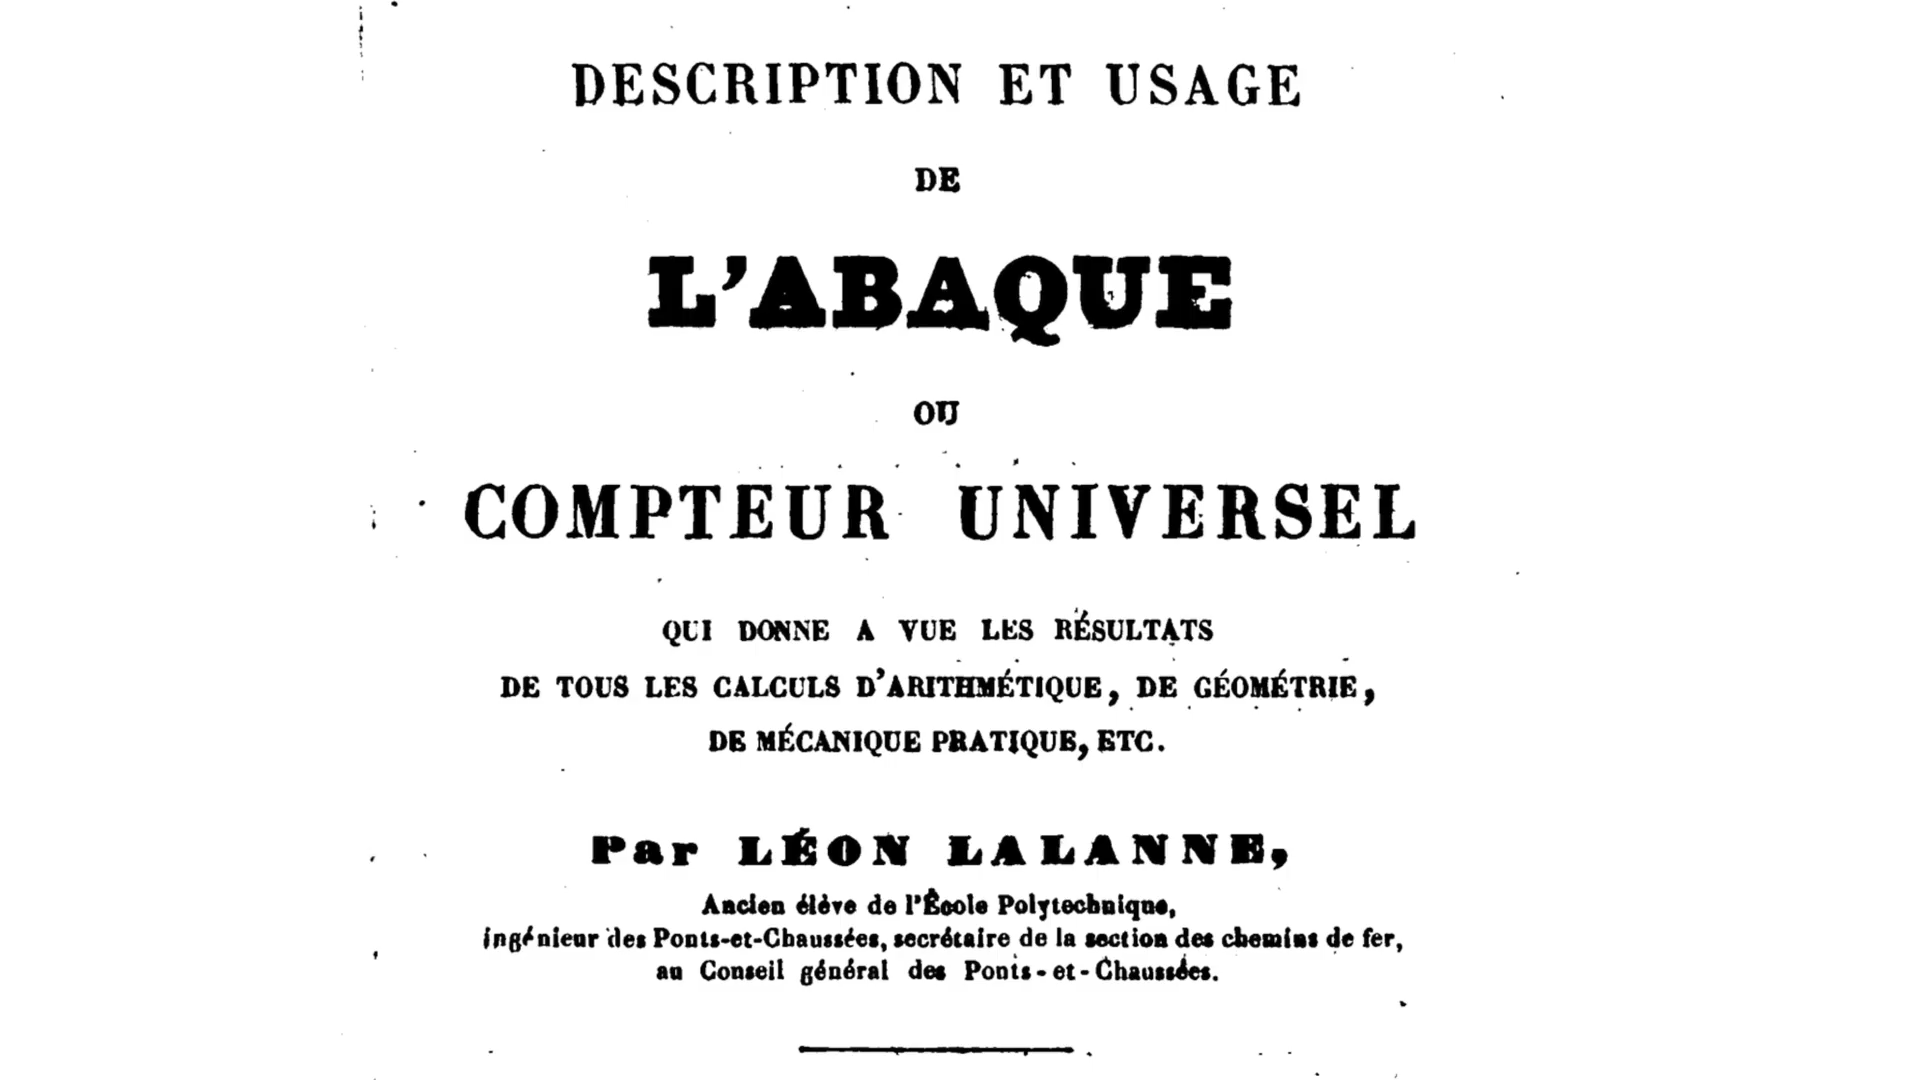 DESCRIPTION ET USAGE
DE
L'ABAQUE
OU
COMPTEUR UNIVERSEL
QUI DONNE A VUE LES RÉSULTATS
DE TOUS LES CALCULS D'ARITHMÉTIQUE, DE GÉOMÉTRIE,
DE MÉCANIQUE PRATIQUE, ETC.
Par LÉON LALANNE,
Ancien élève de l'École Polytechnique,
ingénieur des Ponts-et-Chaussées, secrétaire de la section des chemins de fer,
au Conseil général des Ponts-et-Chaussées.